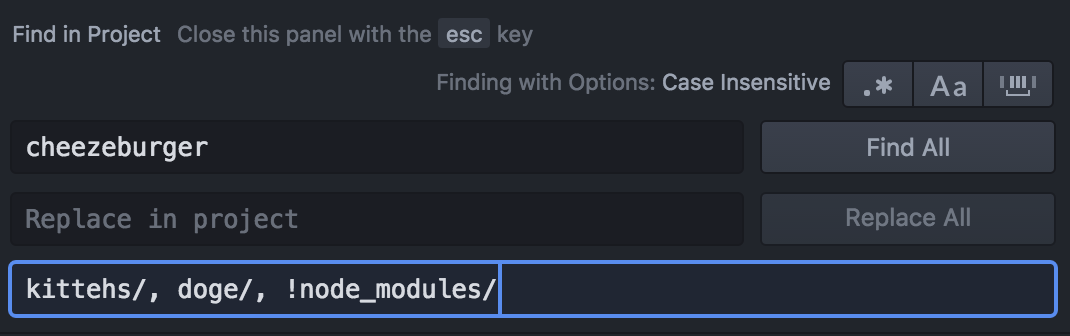 Find in Project Close this panel with the esc key
Finding with Options: Case Insensitive .* Aa
cheezeburger Find All
Replace in project Replace All
kittehs/, doge/, !node_modules/